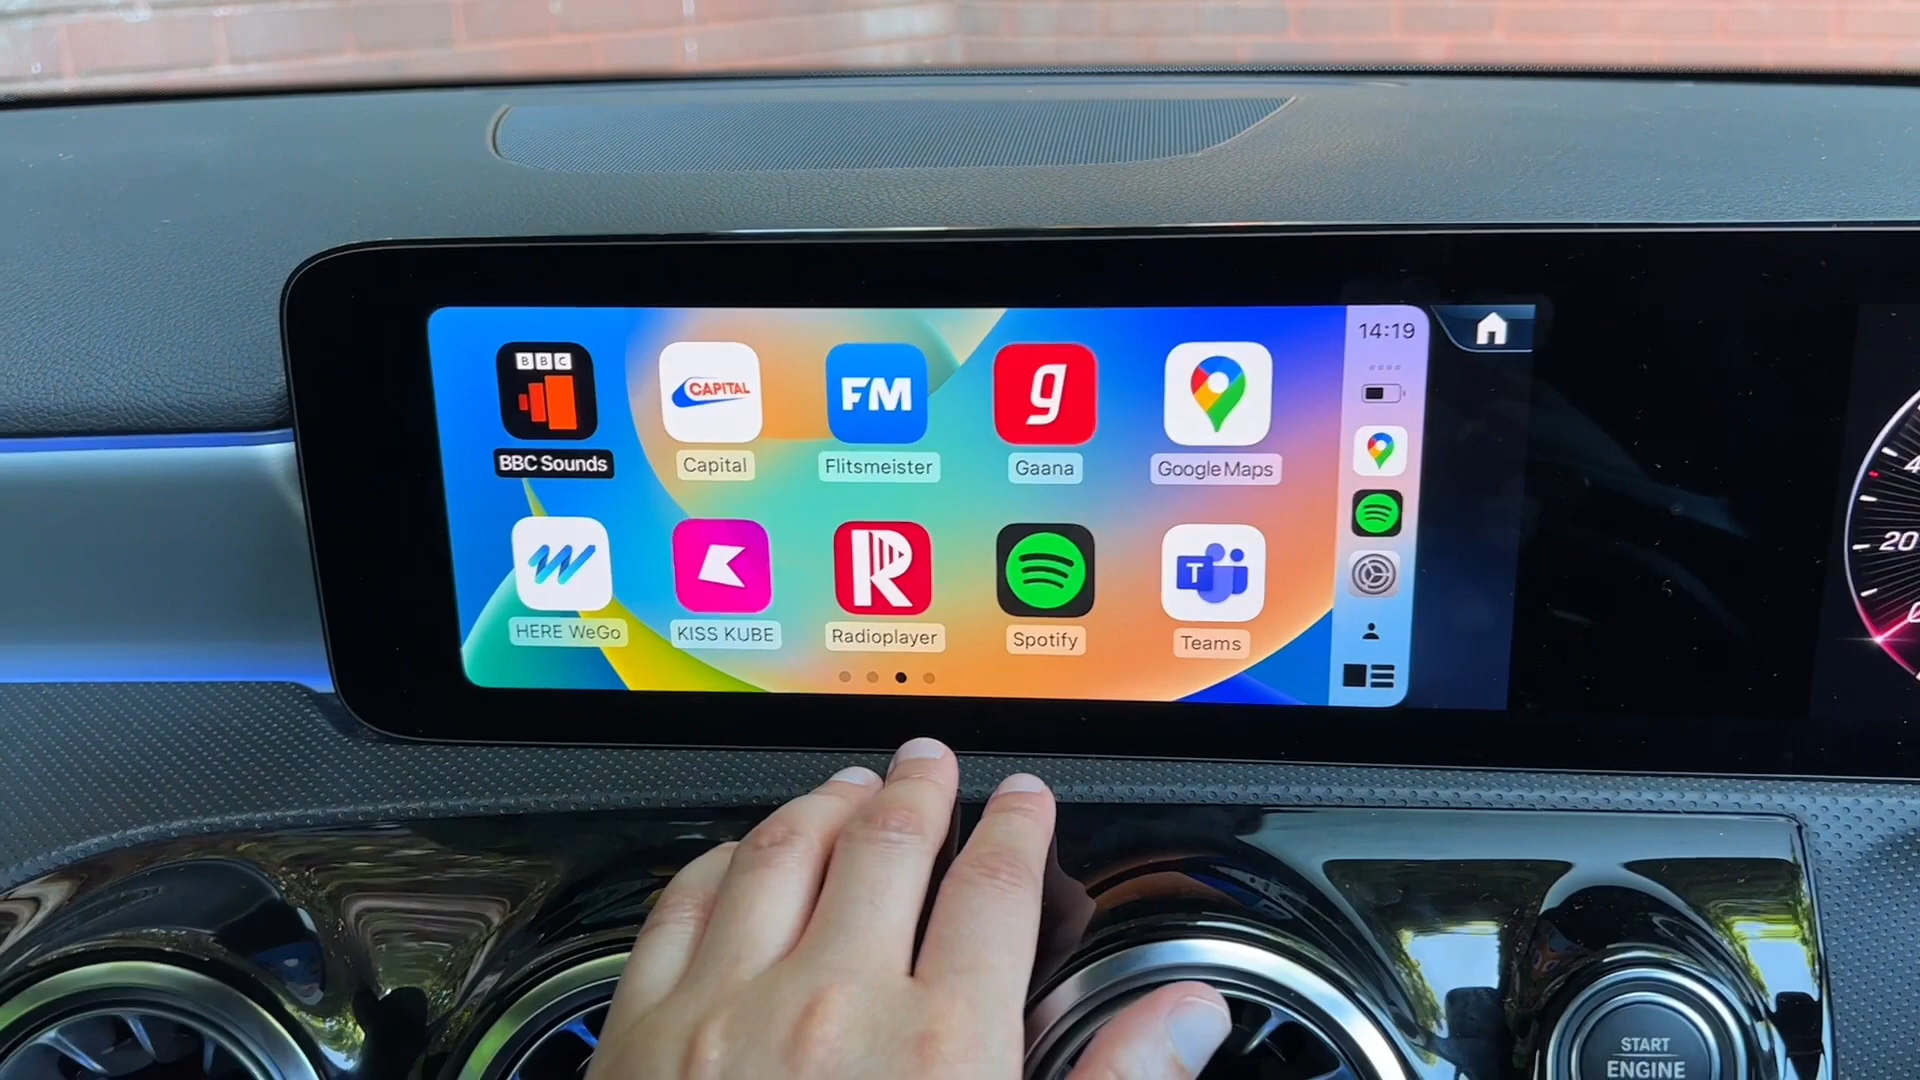 14:19
BBC
CAPITAL
FM
g
BBC Sounds
Capital
Flitsmeister
Gaana
Google Maps
R
T
HERE WeGo
KISS KUBE
Radioplayer
Spotify
Teams
20
START
ENGINE